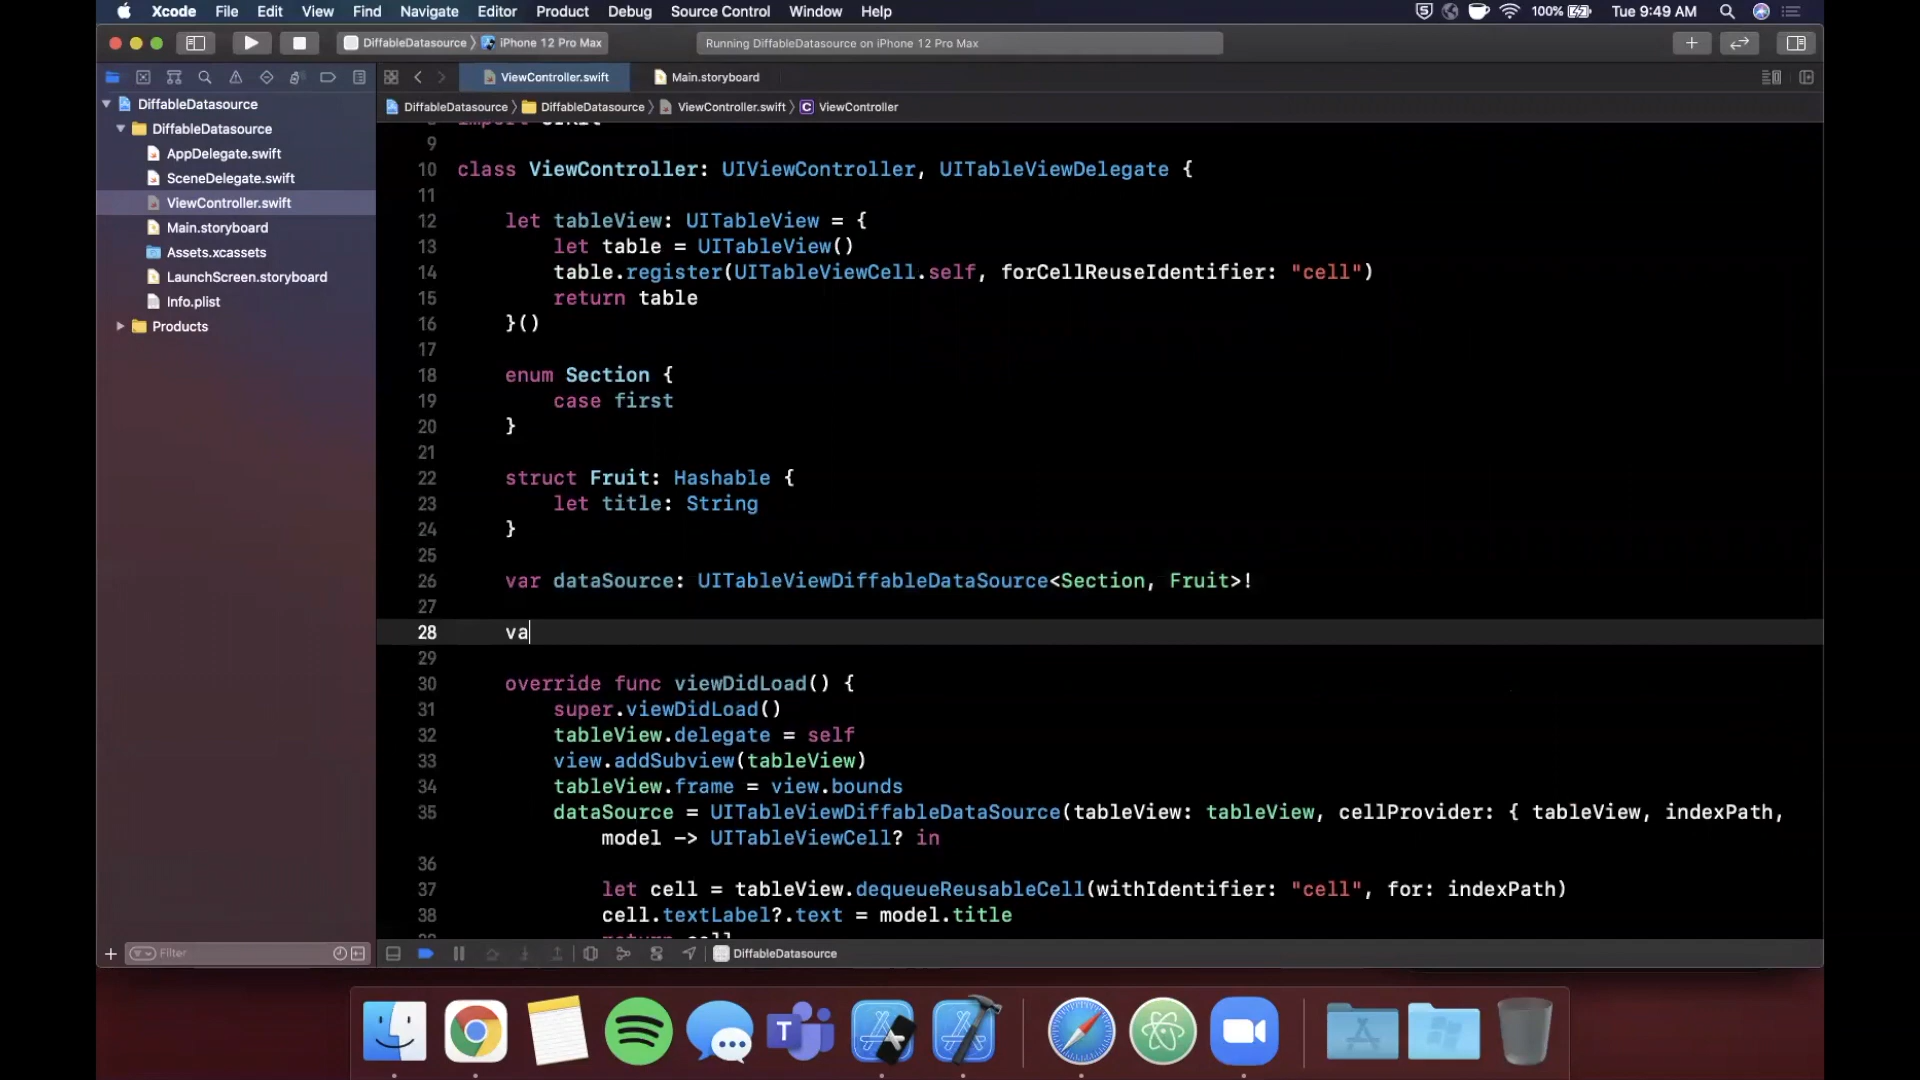 Xcode File Edit View Find Navigate Editor Product Debug Source Control Window Help 100% Tue 9:49 AM
DiffableDatasource iPhone 12 Pro Max Running DiffableDatasource on iPhone 12 Pro Max
ViewController.swift Main.storyboard
DiffableDatasource DiffableDatasource ViewController.swift C ViewController
DiffableDatasource
DiffableDatasource
AppDelegate.swift
SceneDelegate.swift
ViewController.swift
Main.storyboard
Assets.xcassets
LaunchScreen.storyboard
Info.plist
Products
Filter
8 import UIKit
9
10 class ViewController: UIViewController, UITableViewDelegate {
11
12 let tableView: UITableView = {
13 let table = UITableView()
14 table.register(UITableViewCell.self, forCellReuseIdentifier: "cell")
15 return table
16 }()
17
18 enum Section {
19 case first
20 }
21
22 struct Fruit: Hashable {
23 let title: String
24 }
25
26 var dataSource: UITableViewDiffableDataSource<Section, Fruit>!
27
28 va
29
30 override func viewDidLoad() {
31 super.viewDidLoad()
32 tableView.delegate = self
33 view.addSubview(tableView)
34 tableView.frame = view.bounds
35 dataSource = UITableViewDiffableDataSource(tableView: tableView, cellProvider: { tableView, indexPath,
model -> UITableViewCell? in
36
37 let cell = tableView.dequeueReusableCell(withIdentifier: "cell", for: indexPath)
38 cell.textLabel?.text = model.title
39 return cell
DiffableDatasource